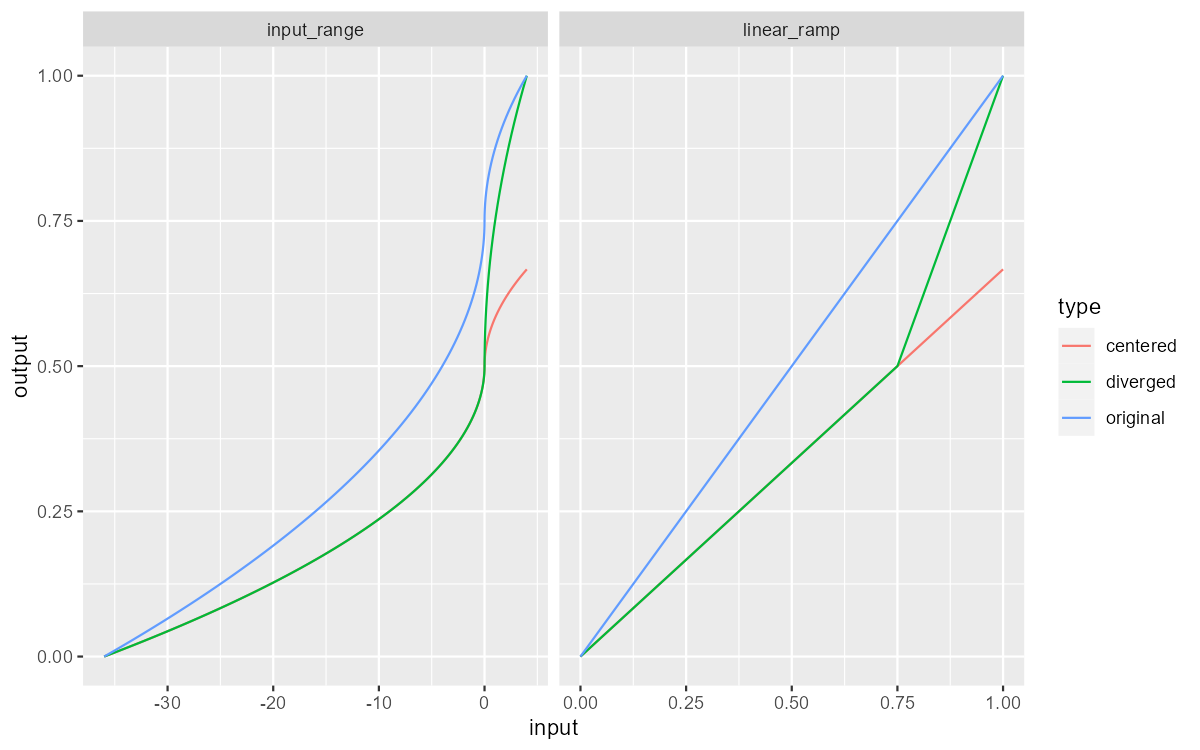 input_range
linear_ramp
output
1.00
0.75
0.50
0.25
0.00
-30
-20
-10
0
0.00
0.25
0.50
0.75
1.00
input
type
centered
diverged
original